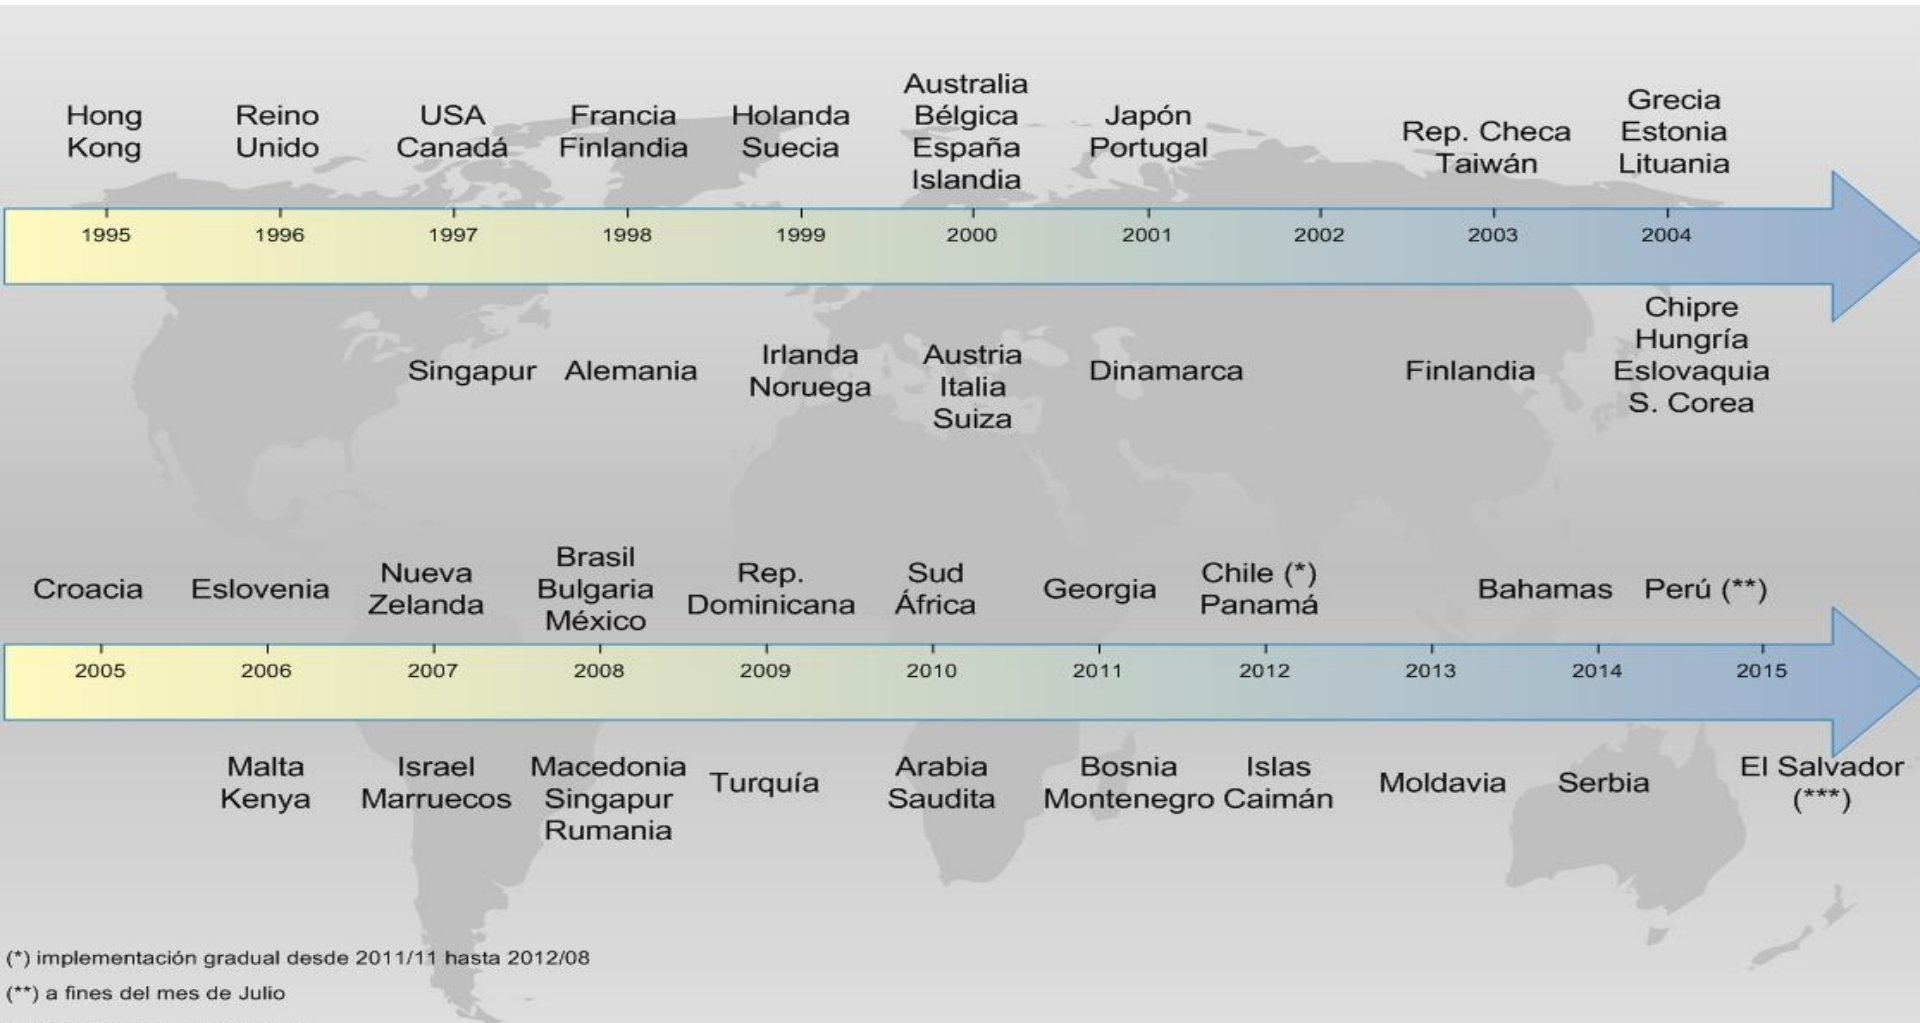 Hong
Kong
Reino
Unido
USA
Canadá
Francia
Finlandia
Holanda
Suecia
Australia
Bélgica
España
Islandia
Japón
Portugal
Rep. Checa
Taiwán
Grecia
Estonia
Lituania
1995
1996
1997
1998
1999
2000
2001
2002
2003
2004
Singapur
Alemania
Irlanda
Noruega
Austria
Italia
Suiza
Dinamarca
Finlandia
Chipre
Hungría
Eslovaquia
S. Corea
Croacia
Eslovenia
Nueva
Zelanda
Brasil
Bulgaria
México
Rep.
Dominicana
Sud
África
Georgia
Chile (*)
Panamá
Bahamas
Perú (**)
2005
2006
2007
2008
2009
2010
2011
2012
2013
2014
2015
Malta
Kenya
Israel
Marruecos
Macedonia
Singapur
Rumania
Turquía
Arabia
Saudita
Bosnia
Montenegro
Islas
Caimán
Moldavia
Serbia
El Salvador
(***)
(*) implementación gradual desde 2011/11 hasta 2012/08
(**) a fines del mes de Julio